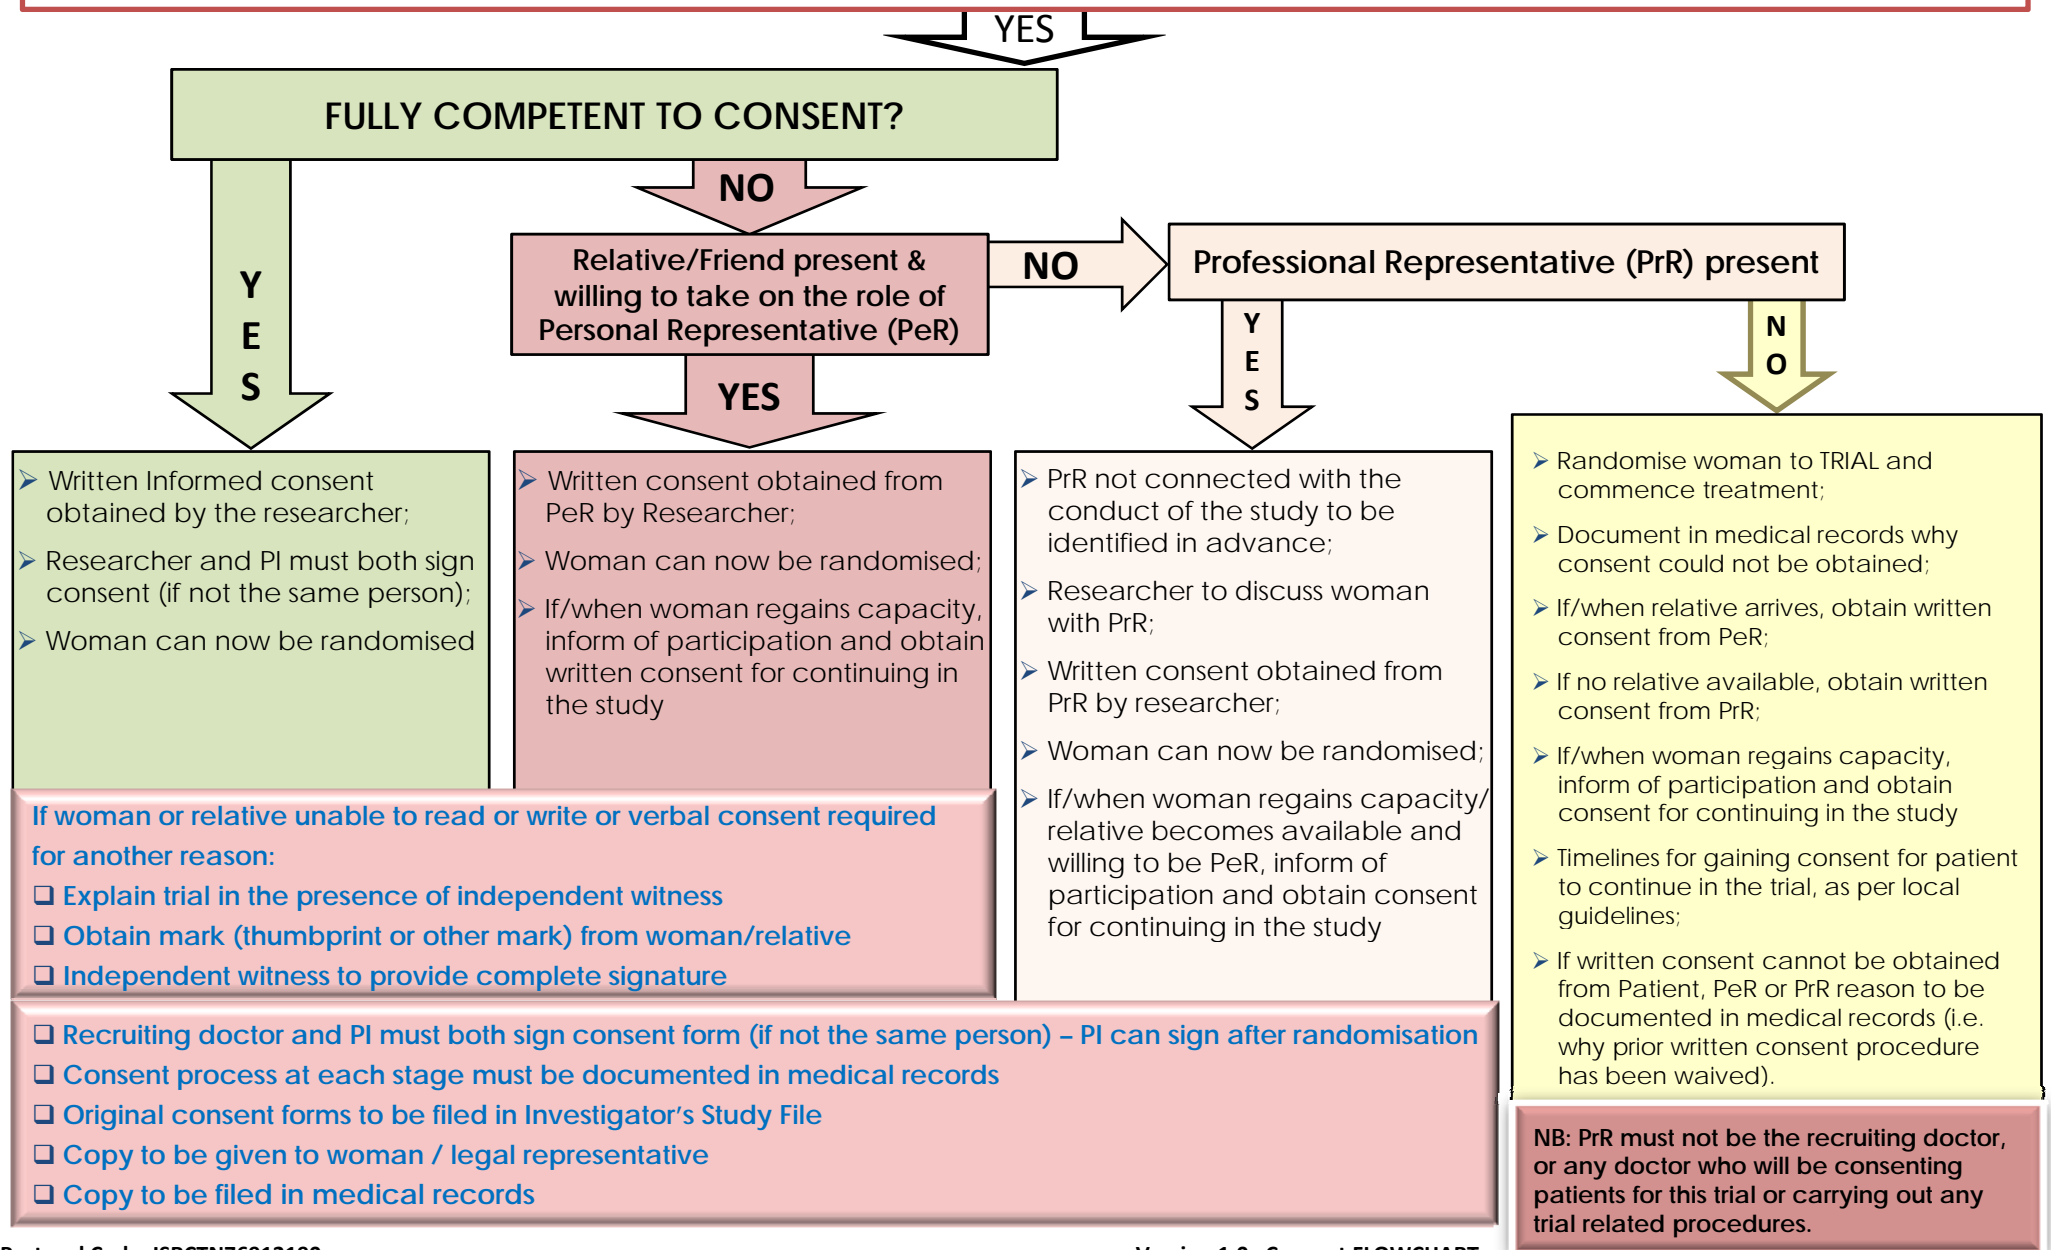 YES
FULLY COMPETENT TO CONSENT?
YES
NO
Relative/Friend present &
willing to take on the role of
Personal Representative (PeR)
NO
Professional Representative (PrR) present
YES
YES
NO
➢ Written Informed consent
obtained by the researcher;
➢ Researcher and PI must both sign
consent (if not the same person);
➢ Woman can now be randomised
➢ Written consent obtained from
PeR by Researcher;
➢ Woman can now be randomised;
➢ If/when woman regains capacity,
inform of participation and obtain
written consent for continuing in
the study
➢ PrR not connected with the
conduct of the study to be
identified in advance;
➢ Researcher to discuss woman
with PrR;
➢ Written consent obtained from
PrR by researcher;
➢ Woman can now be randomised;
➢ If/when woman regains capacity/
relative becomes available and
willing to be PeR, inform of
participation and obtain consent
for continuing in the study
➢ Randomise woman to TRIAL and
commence treatment;
➢ Document in medical records why
consent could not be obtained;
➢ If/when relative arrives, obtain written
consent from PeR;
➢ If no relative available, obtain written
consent from PrR;
➢ If/when woman regains capacity,
inform of participation and obtain
consent for continuing in the study
➢ Timelines for gaining consent for patient
to continue in the trial, as per local
guidelines;
➢ If written consent cannot be obtained
from Patient, PeR or PrR reason to be
documented in medical records (i.e.
why prior written consent procedure
has been waived).
If woman or relative unable to read or write or verbal consent required
for another reason:
❑ Explain trial in the presence of independent witness
❑ Obtain mark (thumbprint or other mark) from woman/relative
❑ Independent witness to provide complete signature
❑ Recruiting doctor and PI must both sign consent form (if not the same person) – PI can sign after randomisation
❑ Consent process at each stage must be documented in medical records
❑ Original consent forms to be filed in Investigator's Study File
❑ Copy to be given to woman / legal representative
❑ Copy to be filed in medical records
NB: PrR must not be the recruiting doctor,
or any doctor who will be consenting
patients for this trial or carrying out any
trial related procedures.
Consent FLOWCHART